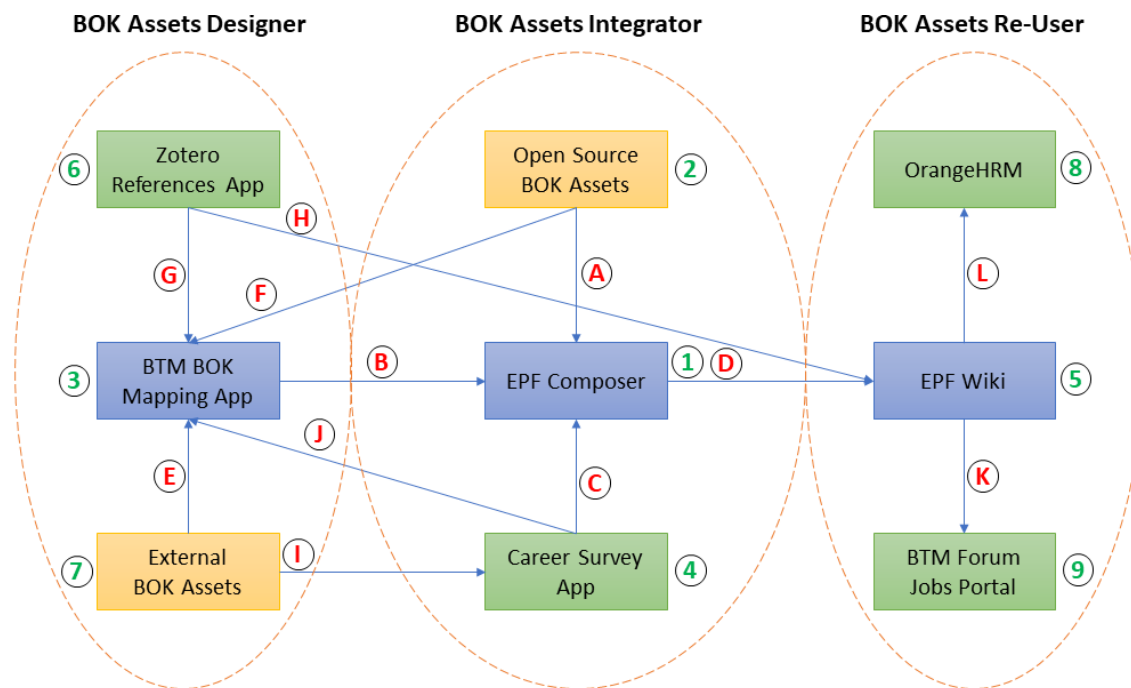 BOK Assets Designer
BOK Assets Integrator
BOK Assets Re-User
6
Zotero
References App
Open Source
BOK Assets
2
OrangeHRM
8
H
G
F
A
L
3
BTM BOK
Mapping App
B
EPF Composer
1
D
EPF Wiki
5
J
E
C
K
7
External
BOK Assets
I
Career Survey
App
4
BTM Forum
Jobs Portal
9